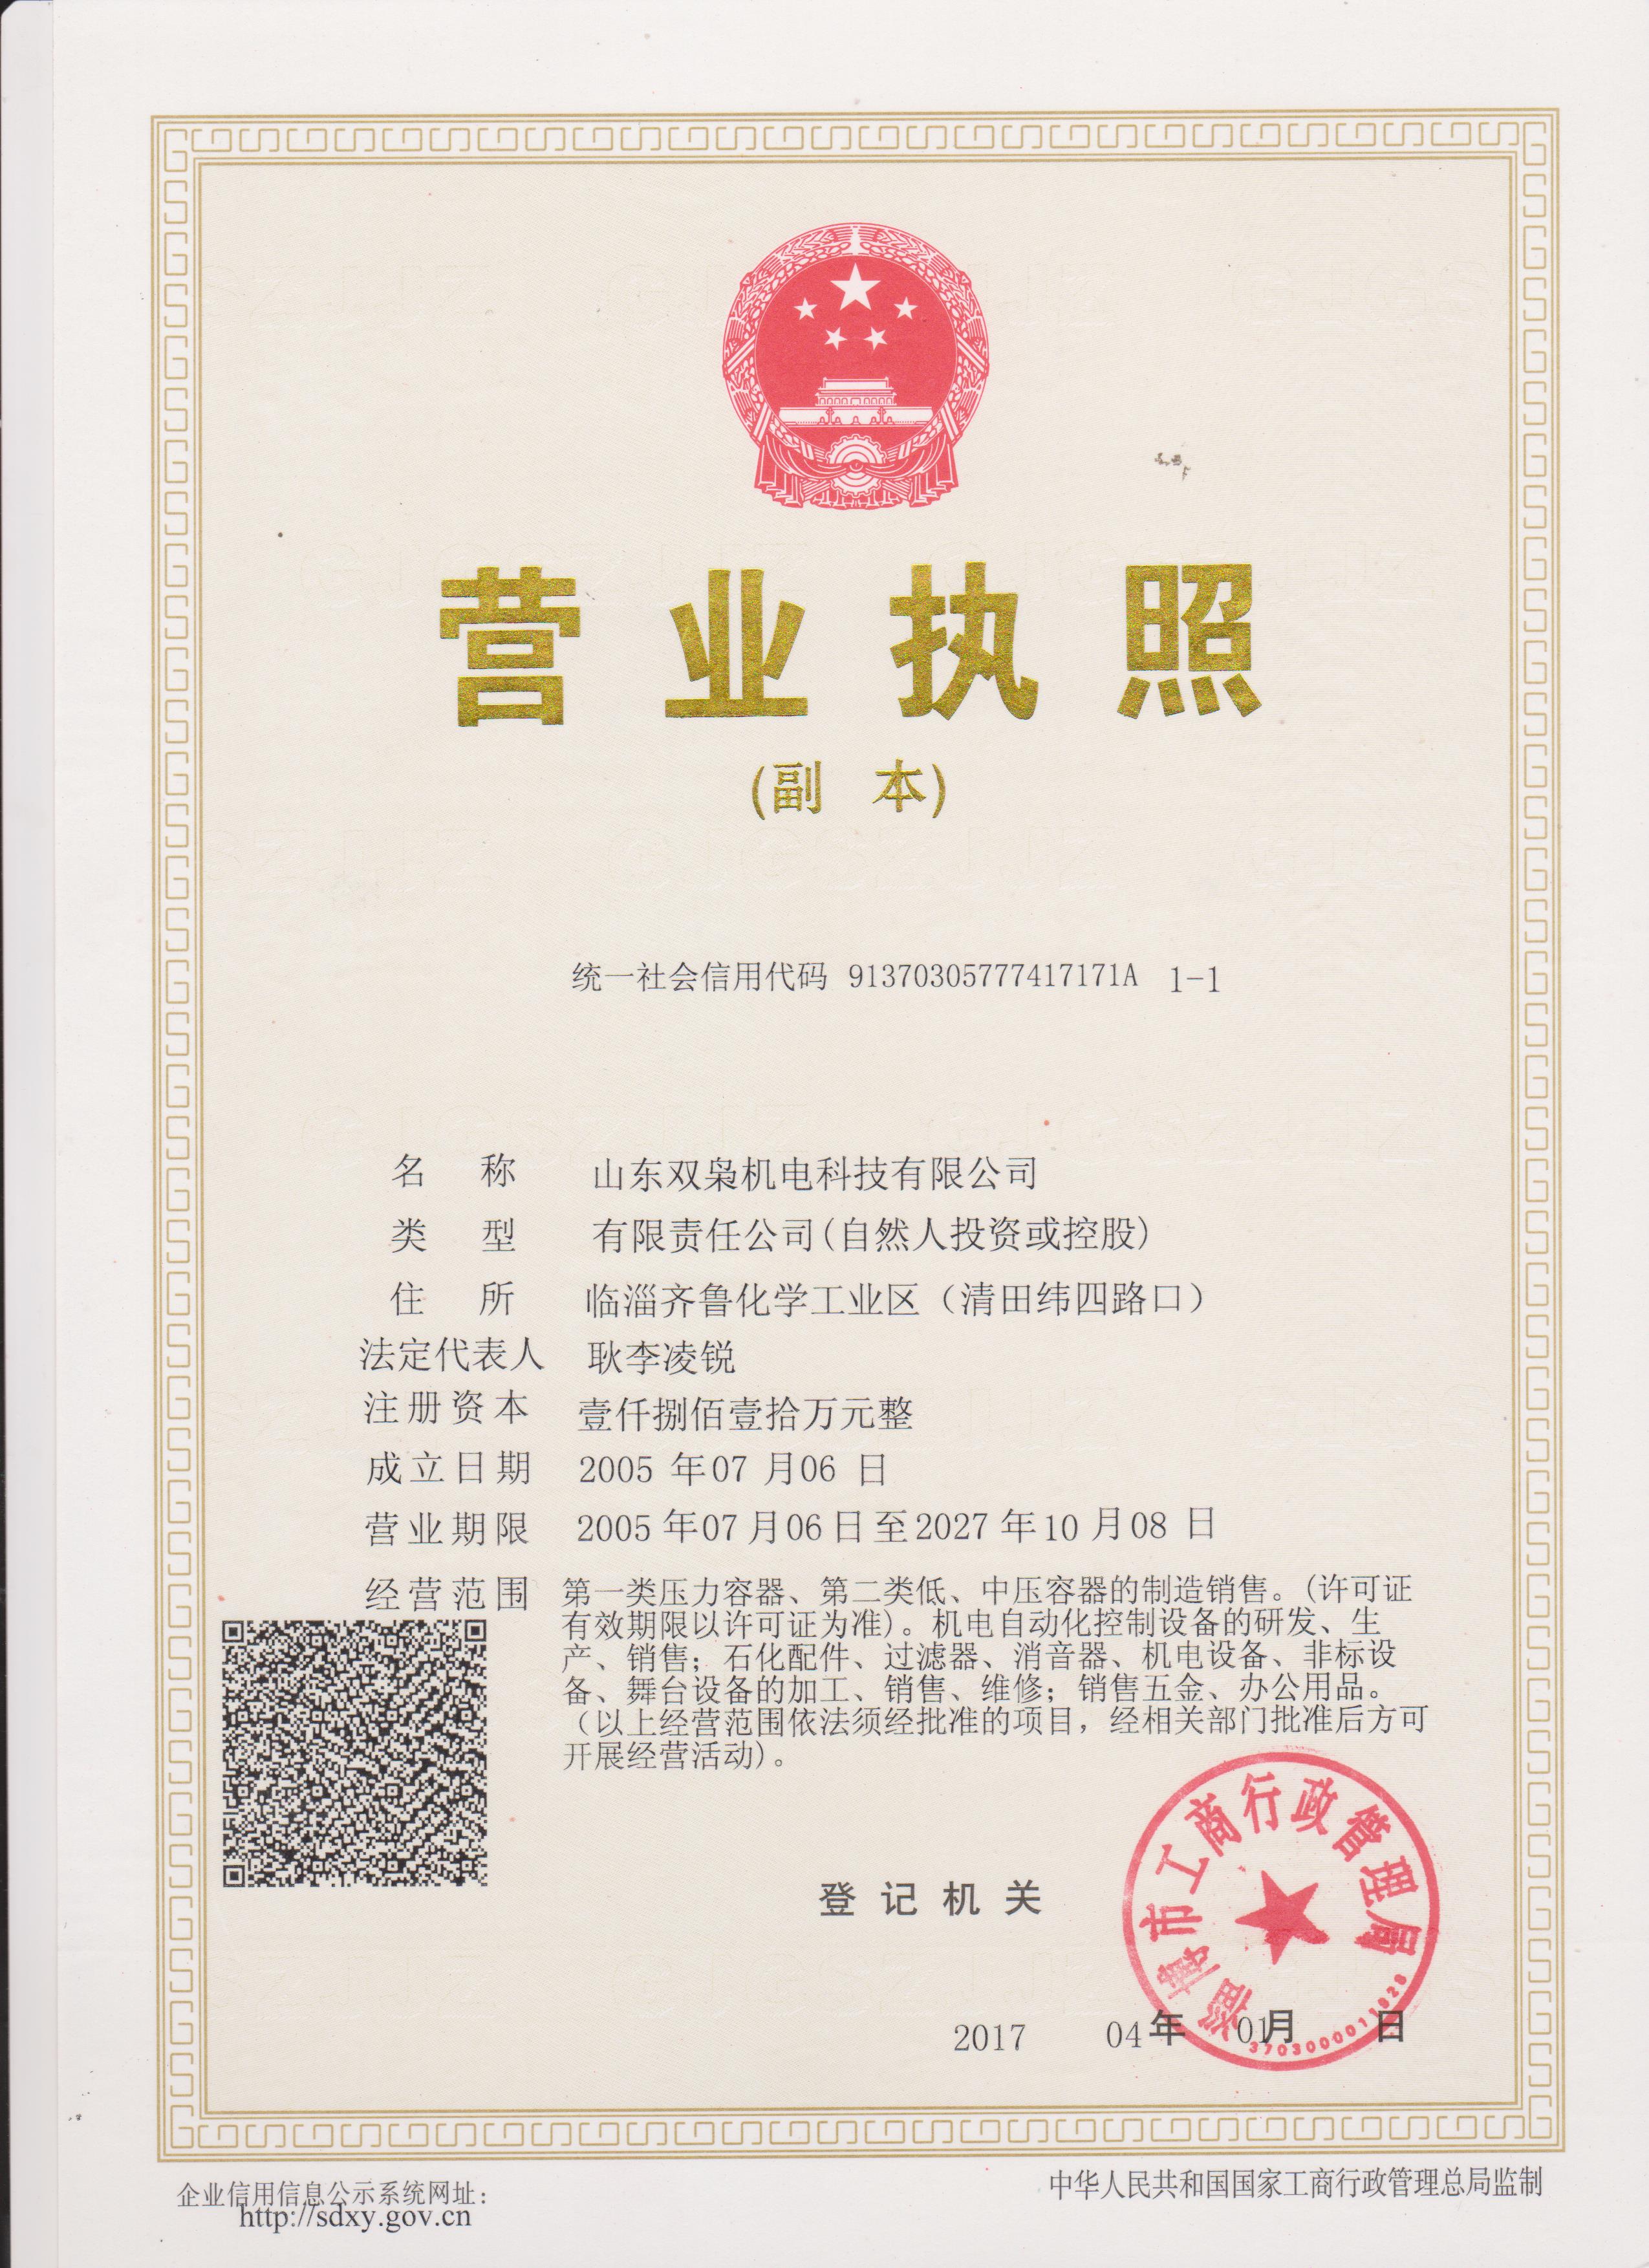 营业执照
(副 本)
统一社会信用代码 91370305777417171A 1-1
名 称 山东双枭机电科技有限公司
类 型 有限责任公司(自然人投资或控股)
住 所 临淄齐鲁化学工业区（清田纬四路口）
法定代表人 耿李凌锐
注册资本 壹仟捌佰壹拾万元整
成立日期 2005 年07 月06 日
营业期限 2005年07月06日至2027年10月08 日
经营范围 第一类压力容器、第二类低、中压容器的制造销售。(许可证
有效期限以许可证为准)。机电自动化控制设备的研发、生
产、销售；石化配件、过滤器、消音器、机电设备、非标设
备、舞台设备的加工、销售、维修；销售五金、办公用品。
（以上经营范围依法须经批准的项目，经相关部门批准后方可
开展经营活动)。
登记机关
淄博市工商行政管理局
2017 04年 01月 日
企业信用信息公示系统网址：
http://sdxy.gov.cn
中华人民共和国国家工商行政管理总局监制